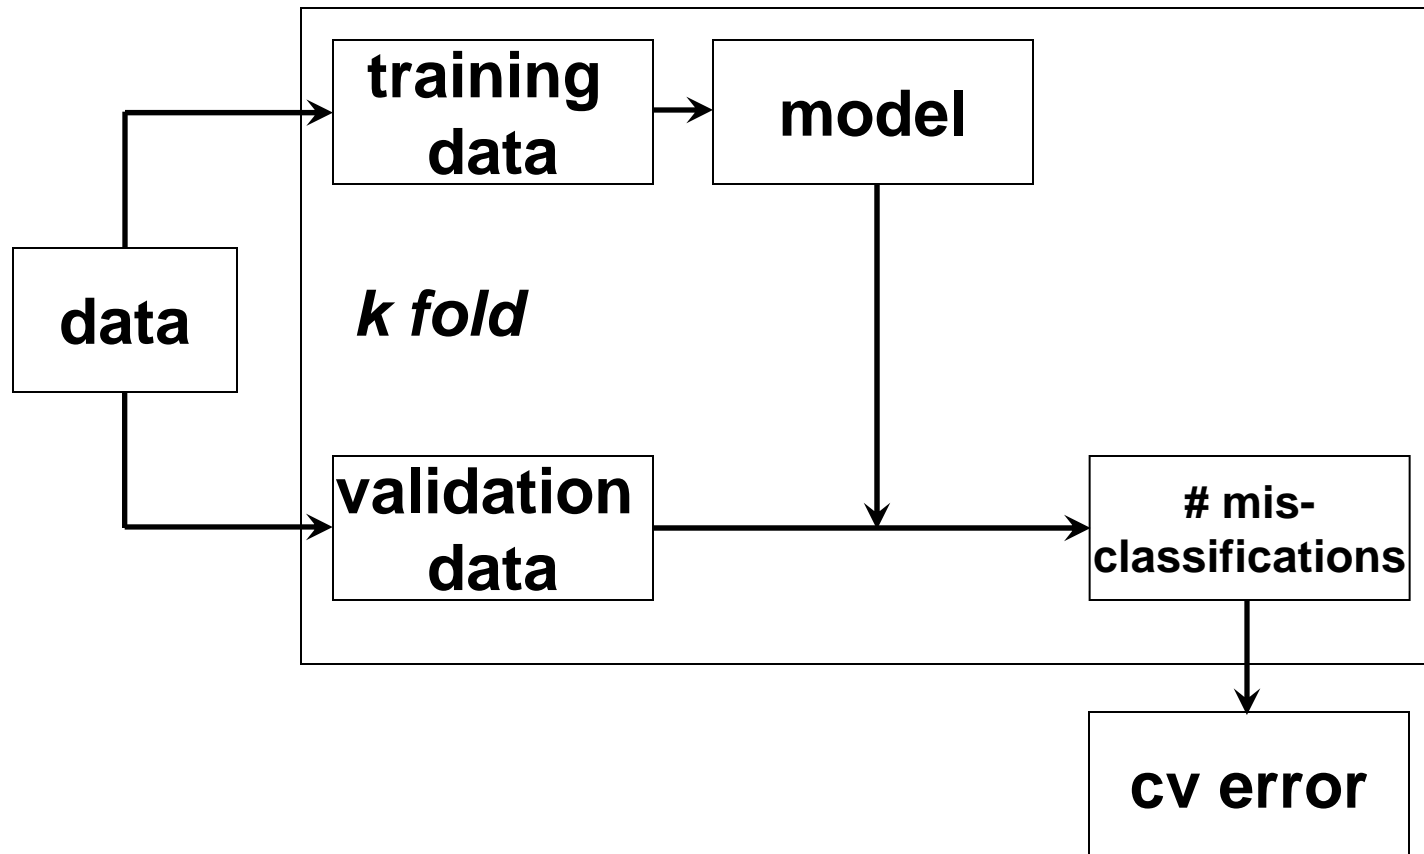 training
data
model
data
k fold
validation
data
# mis-
classifications
cv error